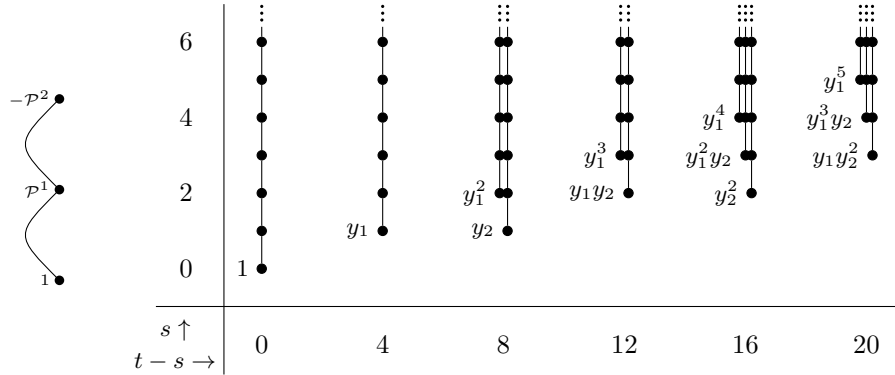 6
−𝒫²
y₁⁵
4
y₁⁴
y₁³y₂
y₁³
y₁²y₂
y₁y₂²
𝒫¹
2
y₁²
y₁y₂
y₂²
y₁
y₂
1
0
1
s ↑
t − s →
0
4
8
12
16
20